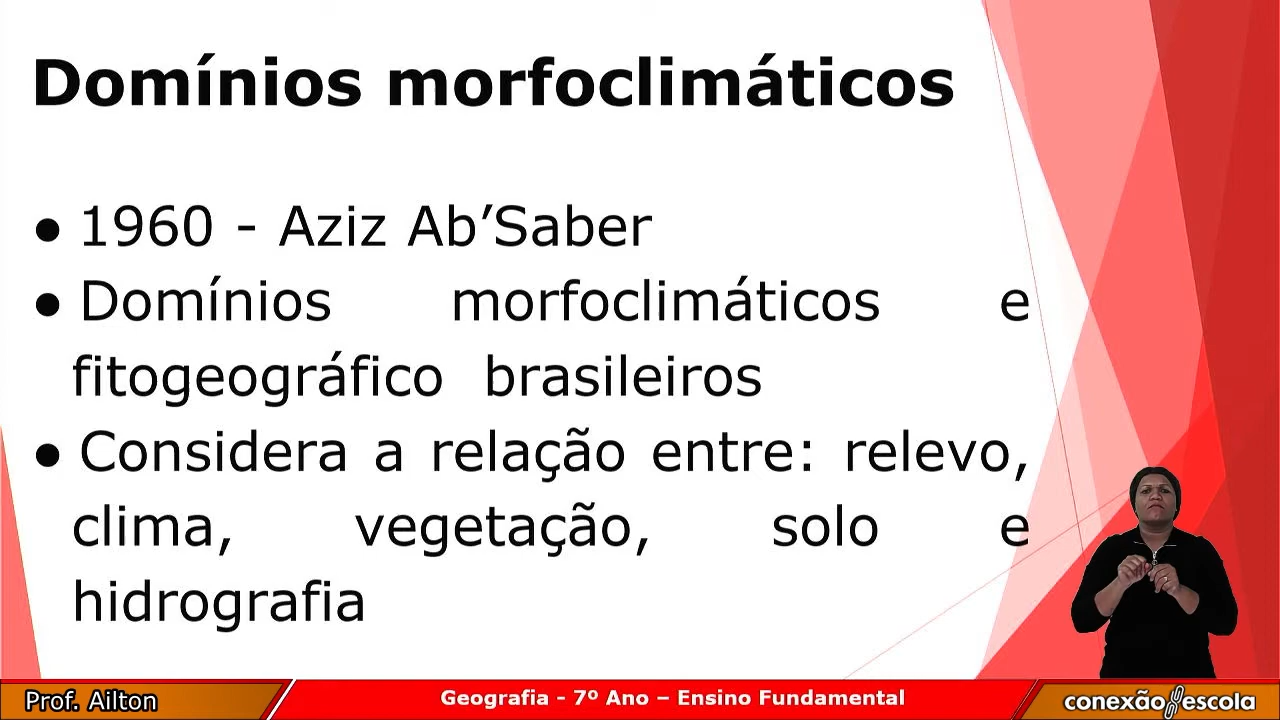 Domínios morfoclimáticos
● 1960 - Aziz Ab’Saber
● Domínios morfoclimáticos e
fitogeográfico brasileiros
● Considera a relação entre: relevo,
clima, vegetação, solo e
hidrografia
Prof. Ailton
Geografia - 7º Ano – Ensino Fundamental
conexão escola